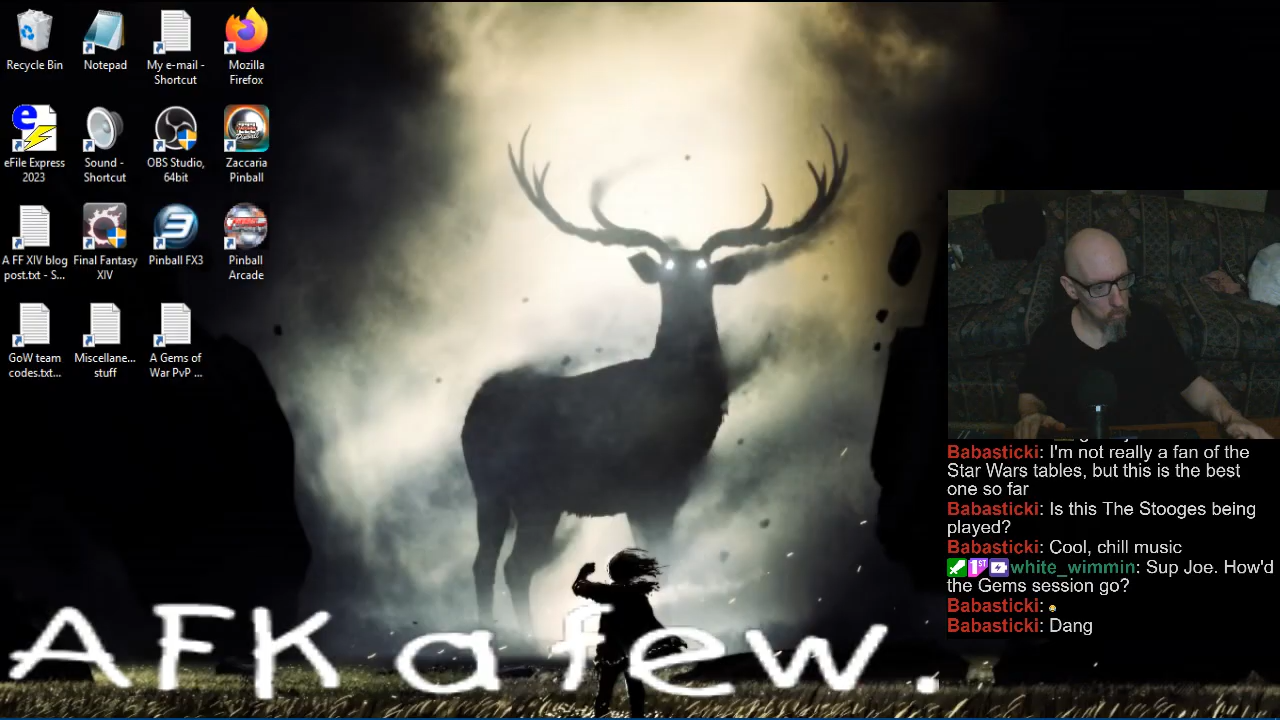 Recycle Bin
Notepad
My e-mail -
Shortcut
Mozilla
Firefox
eFile Express
2023
Sound -
Shortcut
OBS Studio,
64bit
Zaccaria
Pinball
A FF XIV blog
post.txt - S...
Final Fantasy
XIV
Pinball FX3
Pinball
Arcade
GoW team
codes.txt...
Miscellane...
stuff
A Gems of
War PvP ...
AFK a few.
Babasticki: I'm not really a fan of the
Star Wars tables, but this is the best
one so far
Babasticki: Is this The Stooges being
played?
Babasticki: Cool, chill music
1ST white_wimmin: Sup Joe. How'd
the Gems session go?
Babasticki:
Babasticki: Dang